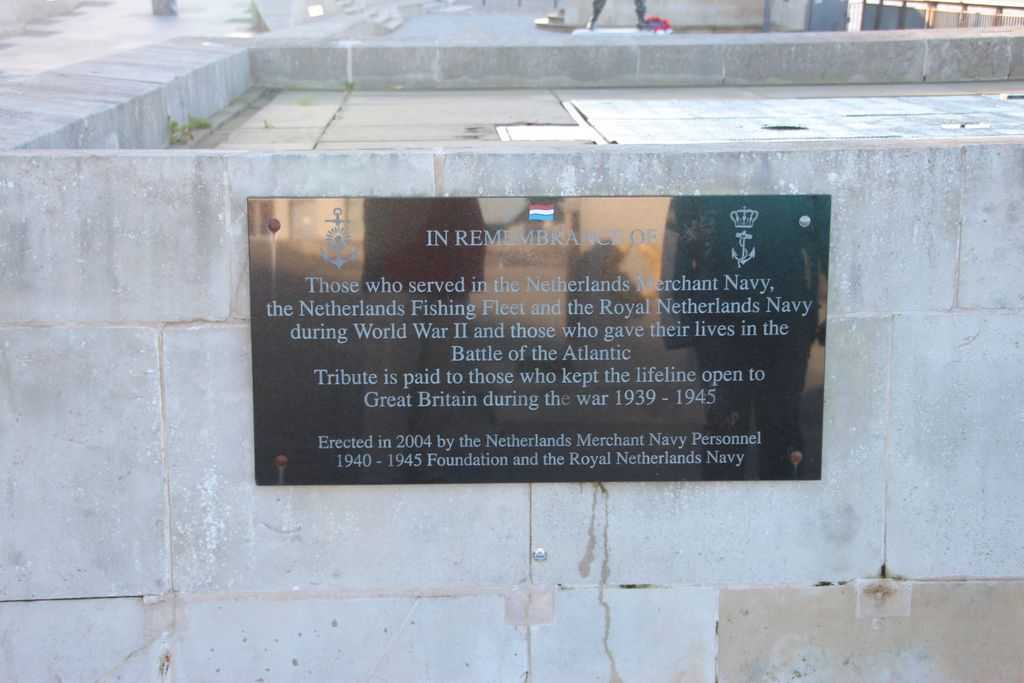 IN REMEMBRANCE OF
Those who served in the Netherlands Merchant Navy,
the Netherlands Fishing Fleet and the Royal Netherlands Navy
during World War II and those who gave their lives in the
Battle of the Atlantic
Tribute is paid to those who kept the lifeline open to
Great Britain during the war 1939 - 1945
Erected in 2004 by the Netherlands Merchant Navy Personnel
1940 - 1945 Foundation and the Royal Netherlands Navy